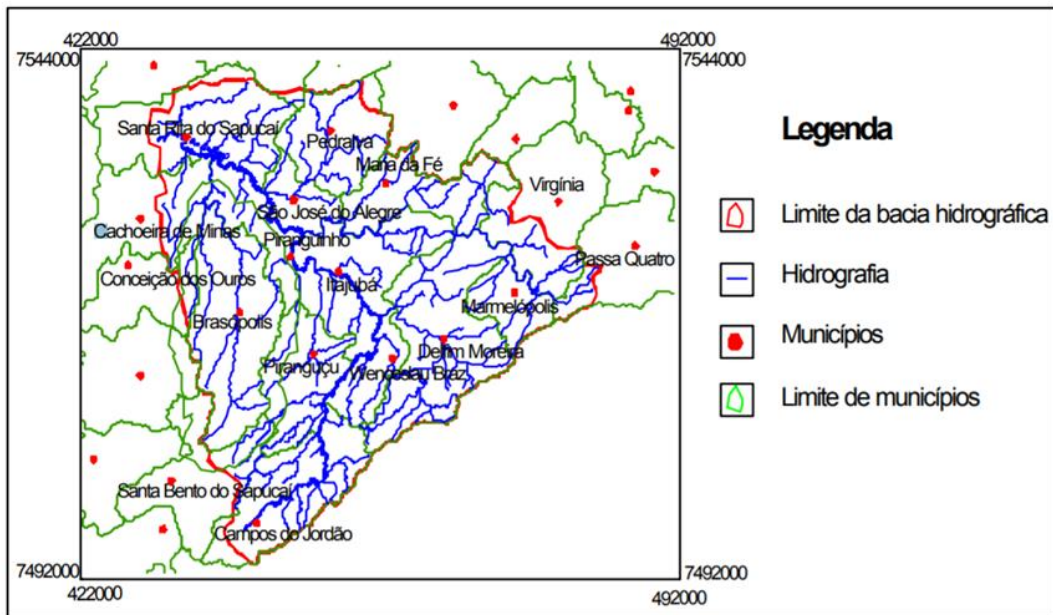 422000
492000
7544000
7544000
Legenda
Santa Rita do Sapucaí
Pedralva
Maria da Fé
Virgínia
Limite da bacia hidrográfica
São José do Alegre
Cachoeira de Minas
Piranguinho
Passa Quatro
Conceição dos Ouros
Itajubá
Hidrografia
Marmelópolis
Brasópolis
Municípios
Delfim Moreira
Piranguçu
Wenceslau Braz
Limite de municípios
Santa Bento do Sapucaí
Campos do Jordão
7492000
7492000
422000
492000